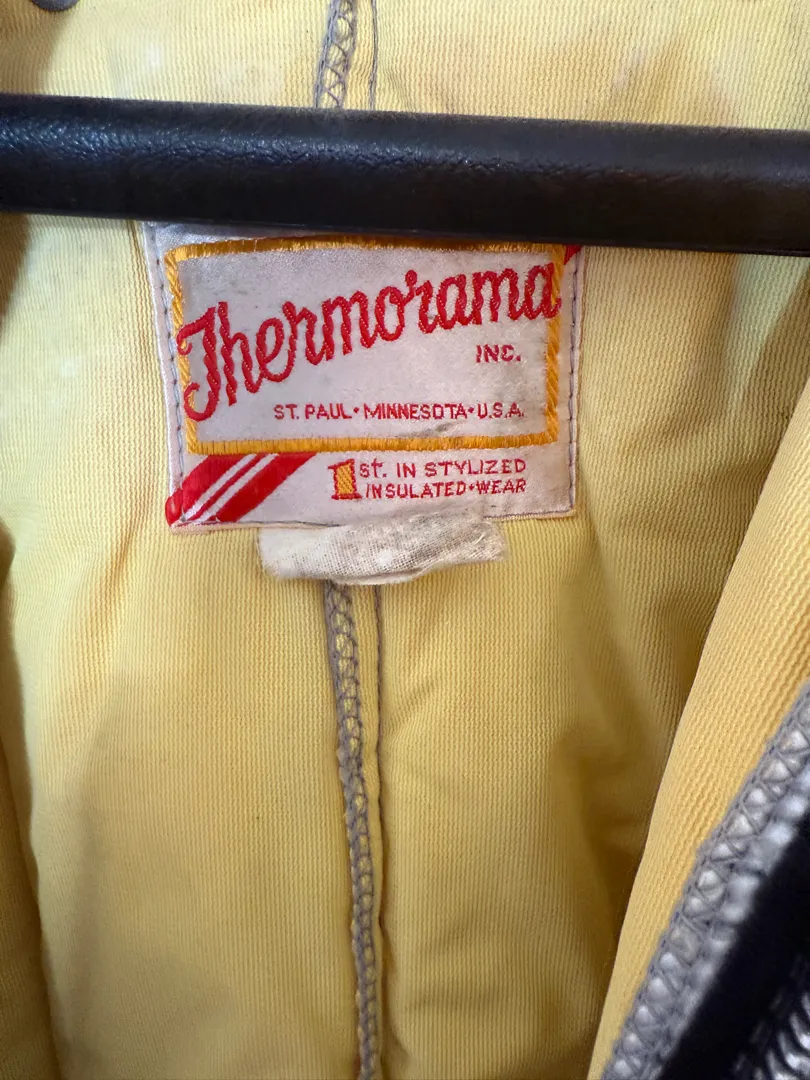 Thermorama
INC.
ST. PAUL • MINNESOTA • U.S.A.
1st. IN STYLIZED
INSULATED • WEAR